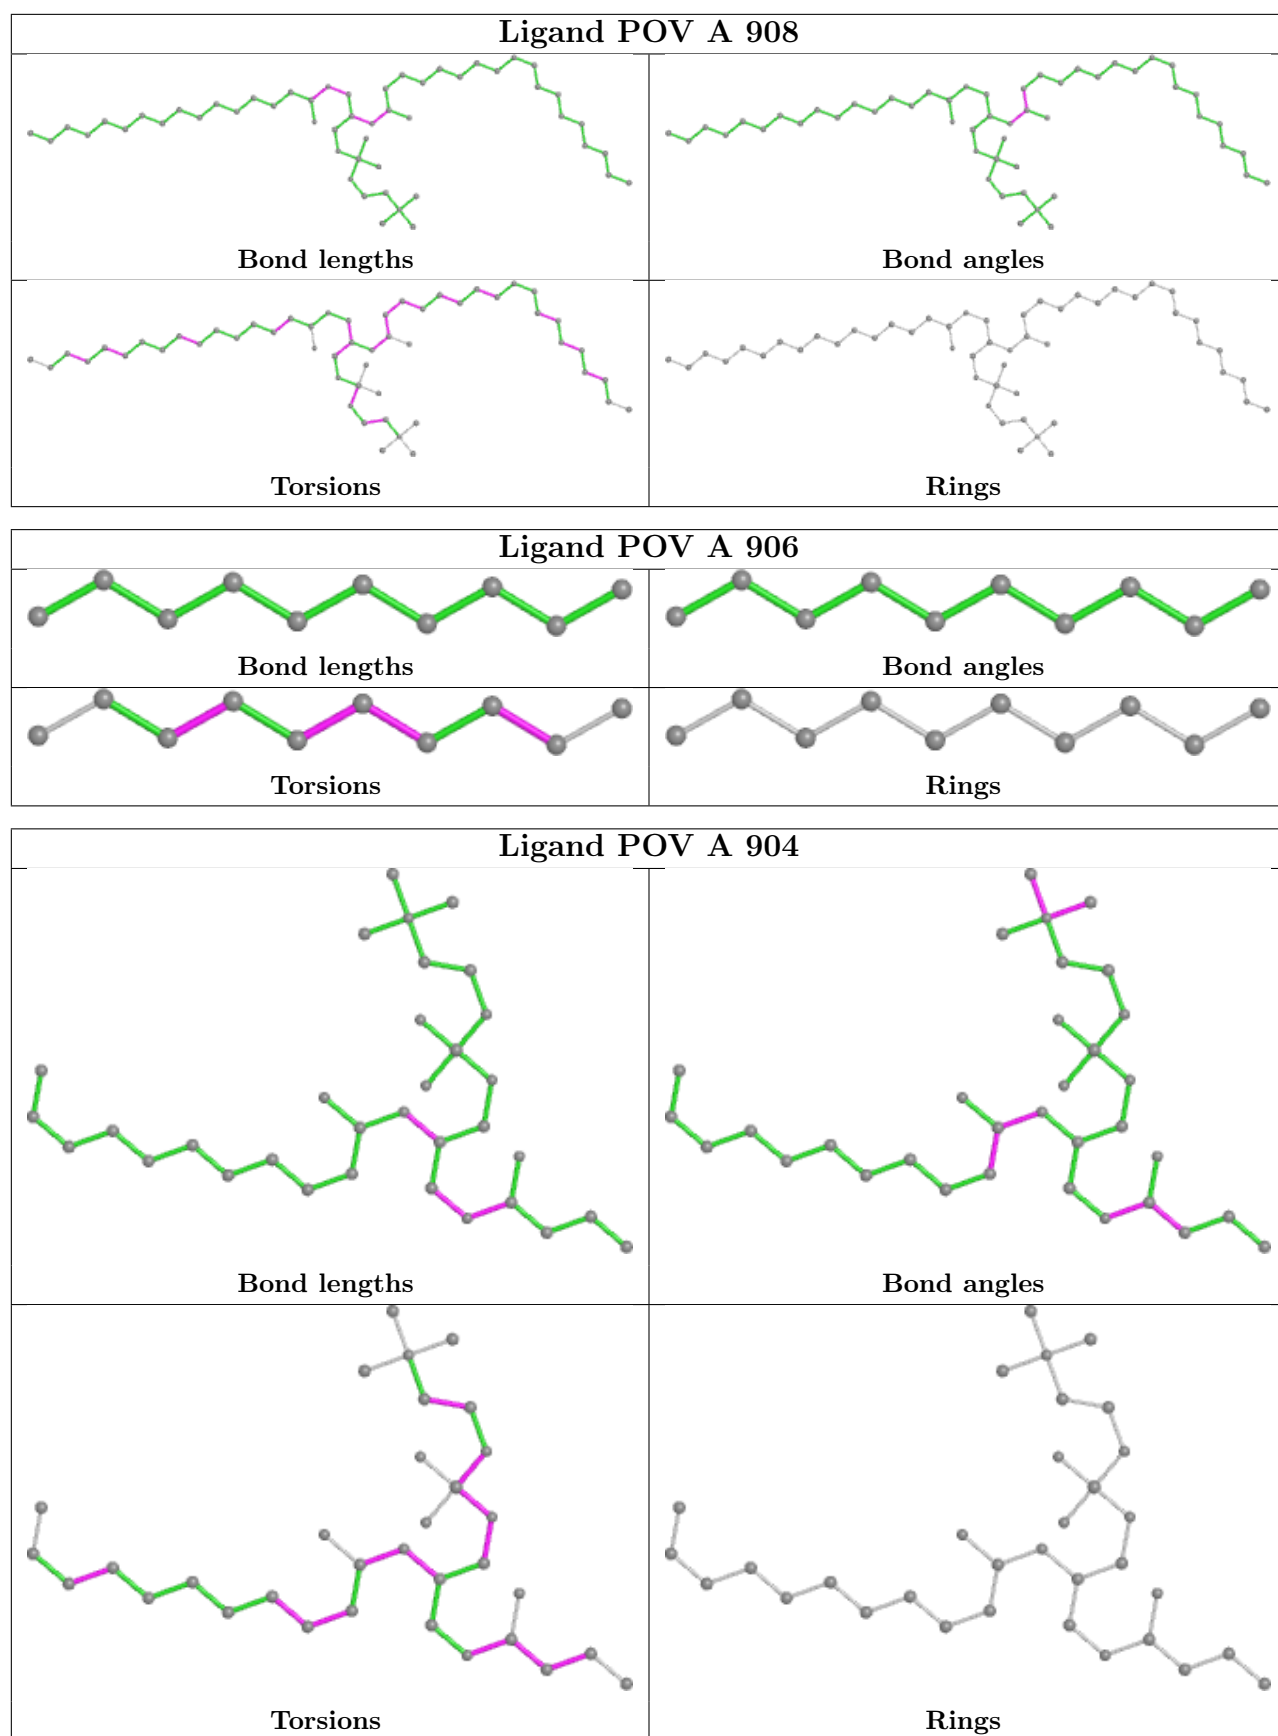 Ligand POV A 908
Bond lengths
Bond angles
Torsions
Rings
Ligand POV A 906
Bond lengths
Bond angles
Torsions
Rings
Ligand POV A 904
Bond lengths
Bond angles
Torsions
Rings